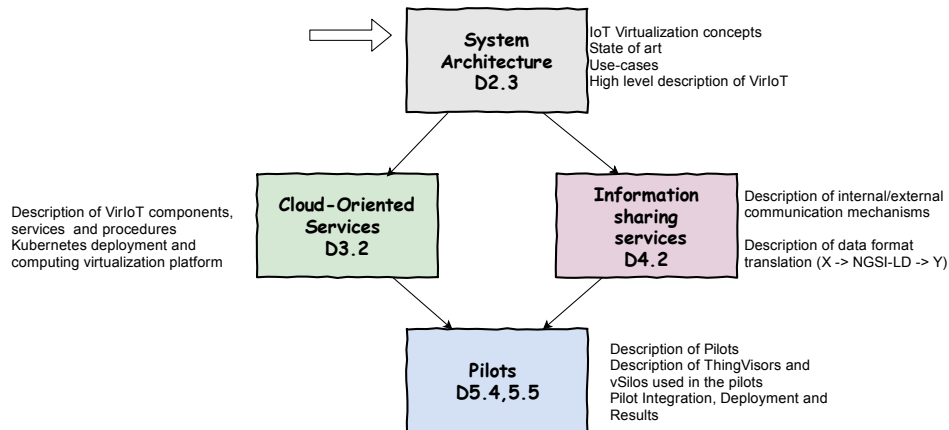 System
Architecture
D2.3
IoT Virtualization concepts
State of art
Use-cases
High level description of VirIoT
Description of VirIoT components,
services and procedures
Kubernetes deployment and
computing virtualization platform
Cloud-Oriented
Services
D3.2
Information
sharing
services
D4.2
Description of internal/external
communication mechanisms
Description of data format
translation (X -> NGSI-LD -> Y)
Pilots
D5.4,5.5
Description of Pilots
Description of ThingVisors and
vSilos used in the pilots
Pilot Integration, Deployment and
Results